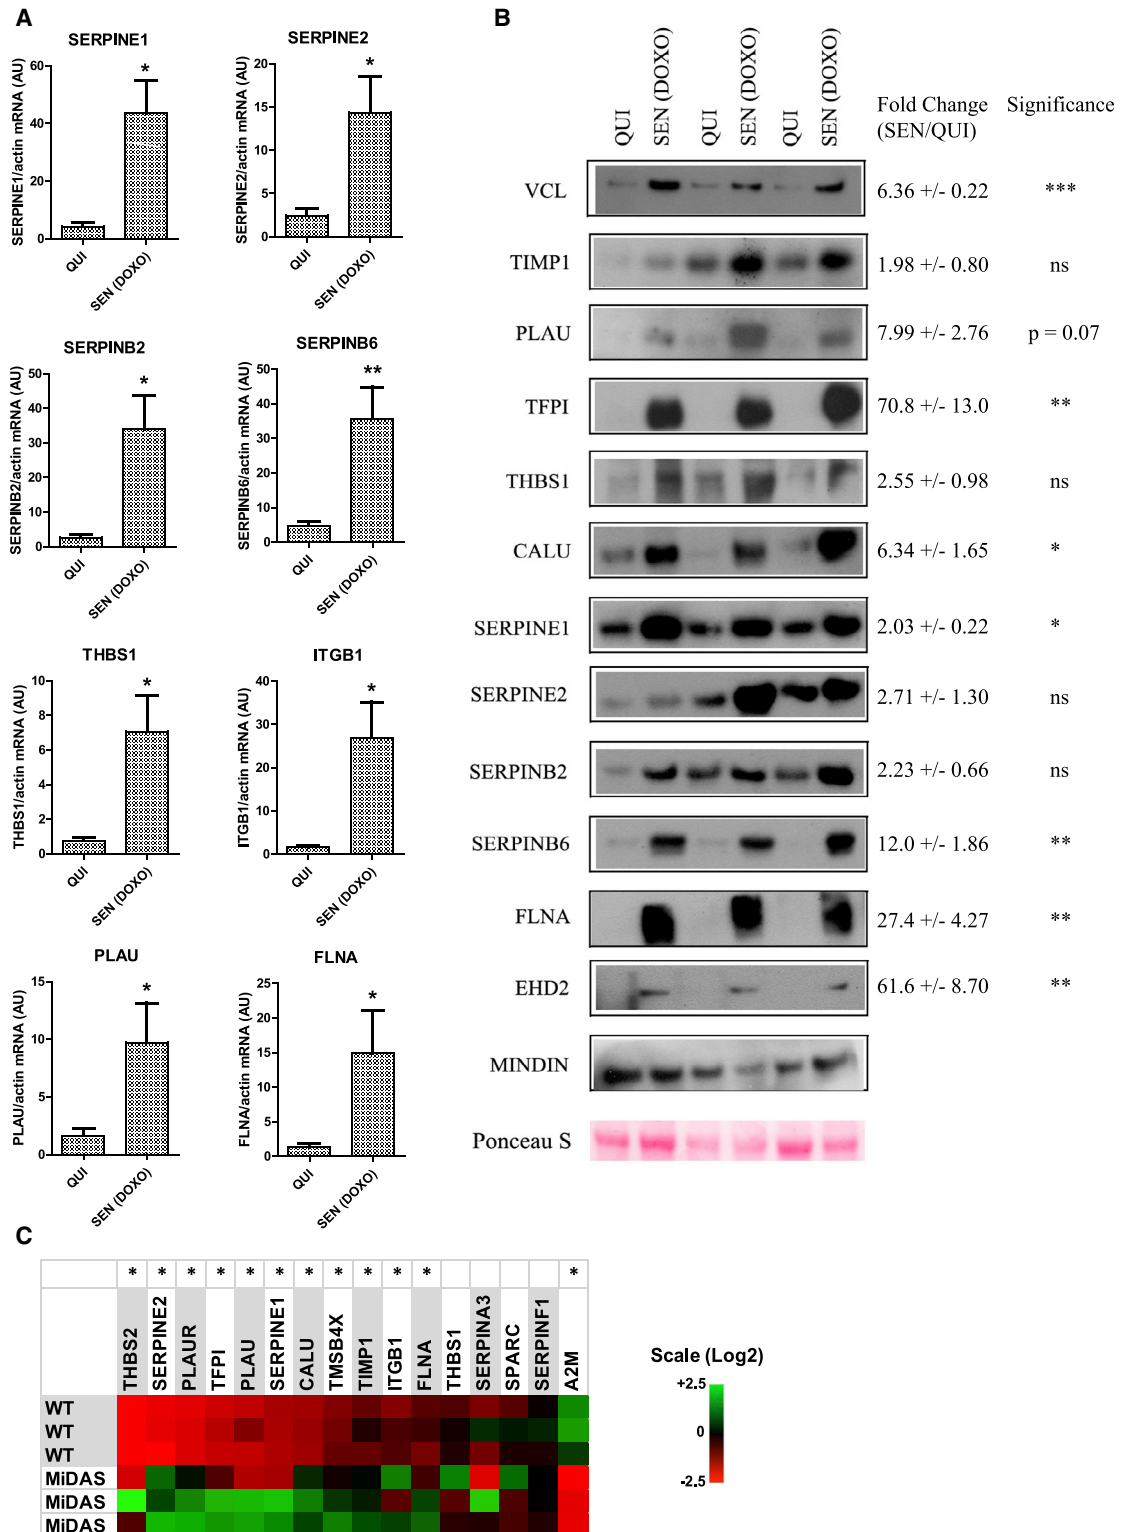 A
SERPINE1
SERPINE1/actin mRNA (AU)
60
40
20
0
*
QUI
SEN (DOXO)
SERPINE2
SERPINE2/actin mRNA (AU)
20
15
10
5
0
*
QUI
SEN (DOXO)
SERPINB2
SERPINB2/actin mRNA (AU)
50
40
30
20
10
0
*
QUI
SEN (DOXO)
SERPINB6
SERPINB6/actin mRNA (AU)
50
40
30
20
10
0
**
QUI
SEN (DOXO)
THBS1
THBS1/actin mRNA (AU)
10
8
6
4
2
0
*
QUI
SEN (DOXO)
ITGB1
ITGB1/actin mRNA (AU)
40
30
20
10
0
*
QUI
SEN (DOXO)
PLAU
PLAU/actin mRNA (AU)
15
10
5
0
*
QUI
SEN (DOXO)
FLNA
FLNA/actin mRNA (AU)
25
20
15
10
5
0
*
QUI
SEN (DOXO)
B
QUI SEN (DOXO) QUI SEN (DOXO) QUI SEN (DOXO)
Fold Change (SEN/QUI) Significance
VCL 6.36 +/- 0.22 ***
TIMP1 1.98 +/- 0.80 ns
PLAU 7.99 +/- 2.76 p = 0.07
TFPI 70.8 +/- 13.0 **
THBS1 2.55 +/- 0.98 ns
CALU 6.34 +/- 1.65 *
SERPINE1 2.03 +/- 0.22 *
SERPINE2 2.71 +/- 1.30 ns
SERPINB2 2.23 +/- 0.66 ns
SERPINB6 12.0 +/- 1.86 **
FLNA 27.4 +/- 4.27 **
EHD2 61.6 +/- 8.70 **
MINDIN
Ponceau S
C
* * * * * * * * * * * *
THBS2 SERPINE2 PLAUR TFPI PLAU SERPINE1 CALU TMSB4X TIMP1 ITGB1 FLNA THBS1 SERPINA3 SPARC SERPINF1 A2M
WT
WT
WT
MiDAS
MiDAS
MiDAS
Scale (Log2)
+2.5
0
-2.5